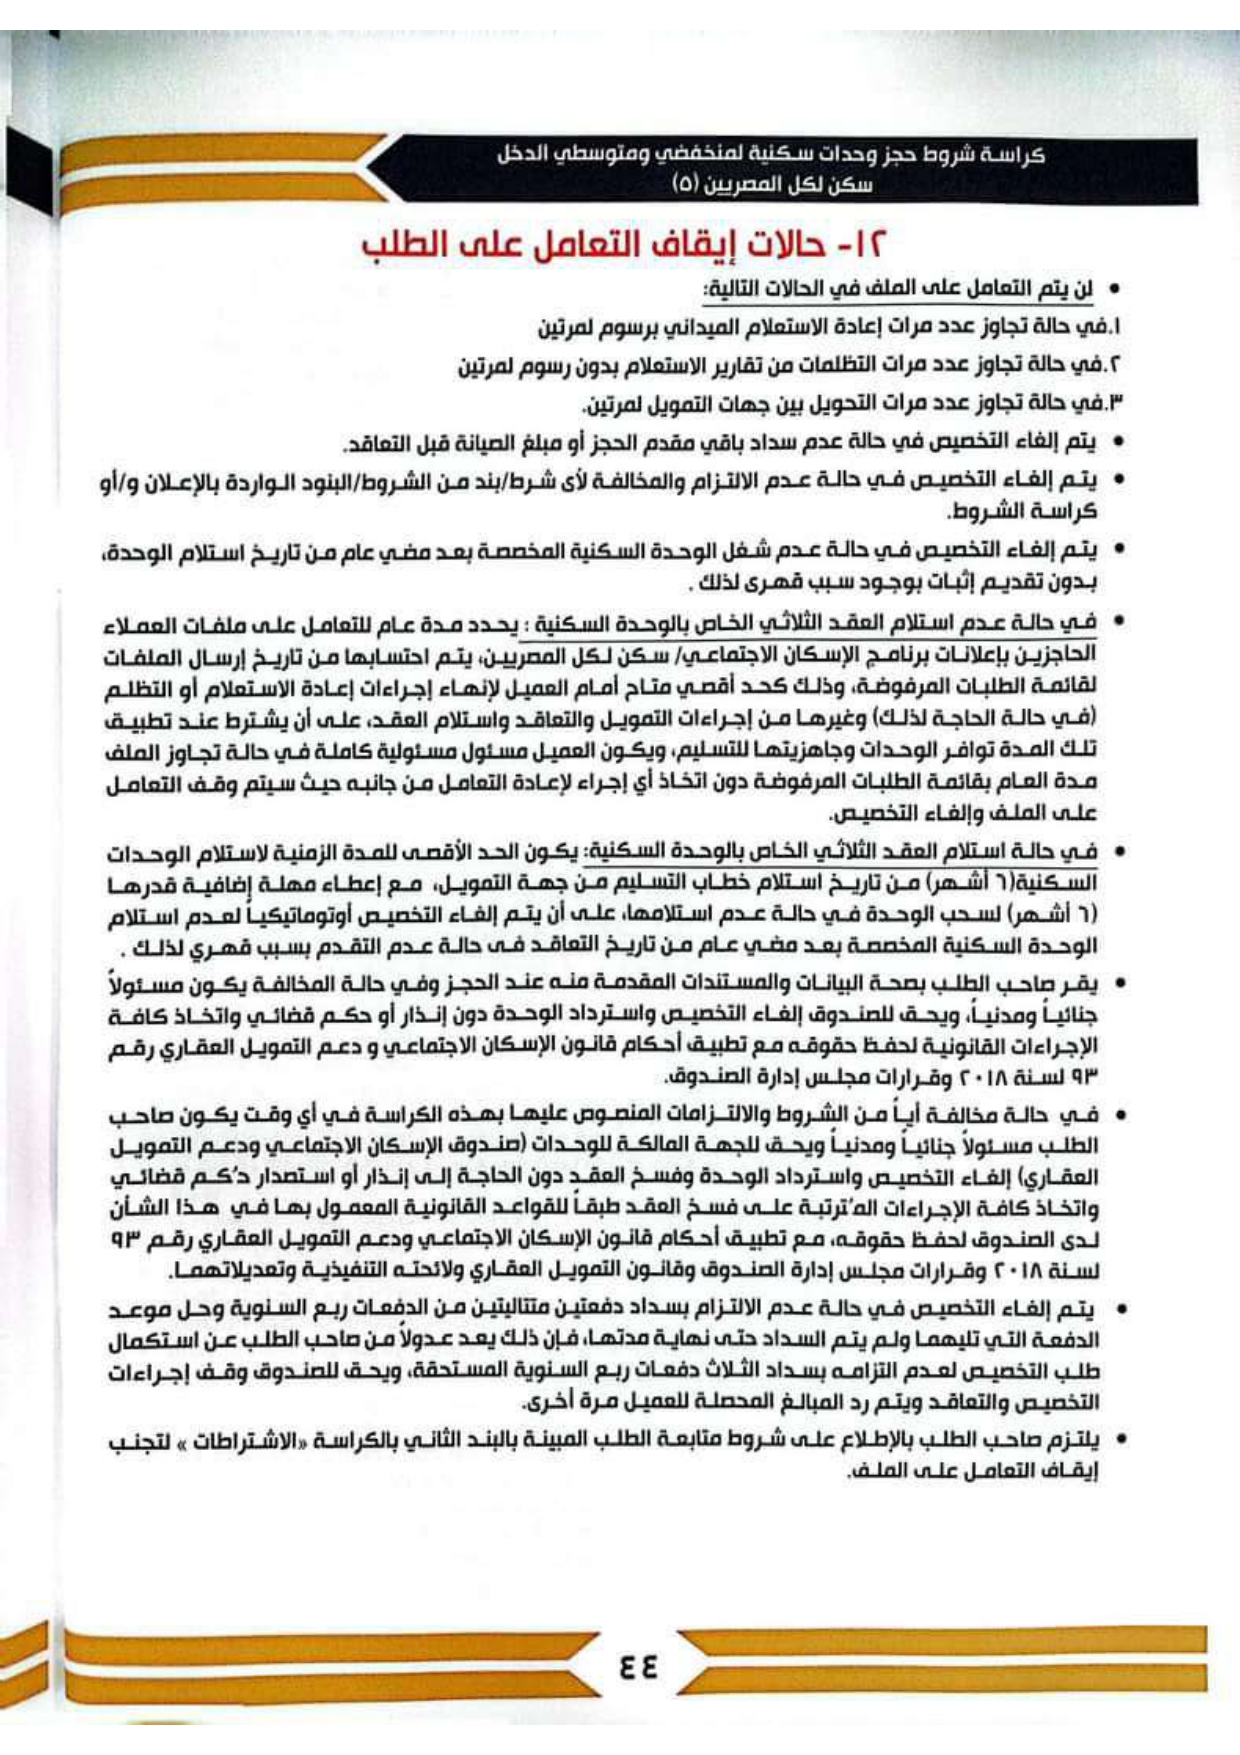 كراسة شروط حجز وحدات سكنية لمنخفضي ومتوسطي الدخل
سكن لكل المصريين (٥)
١٢- حالات إيقاف التعامل على الطلب
• لن يتم التعامل على الملف في الحالات التالية:
١.في حالة تجاوز عدد مرات إعادة الاستعلام الميداني برسوم لمرتين
٢.في حالة تجاوز عدد مرات التظلمات من تقارير الاستعلام بدون رسوم لمرتين
٣.في حالة تجاوز عدد مرات التحويل بين جهات التمويل لمرتين.
• يتم إلغاء التخصيص في حالة عدم سداد باقي مقدم الحجز أو مبلغ الصيانة قبل التعاقد.
• يتم إلغاء التخصيص في حالة عدم الالتزام والمخالفة لأى شرط/بند من الشروط/البنود الواردة بالإعلان و/أو
كراسة الشروط.
• يتم إلغاء التخصيص في حالة عدم شغل الوحدة السكنية المخصصة بعد مضي عام من تاريخ استلام الوحدة،
بدون تقديم إثبات بوجود سبب قهرى لذلك .
• في حالة عدم استلام العقد الثلاثي الخاص بالوحدة السكنية : يحدد مدة عام للتعامل على ملفات العملاء
الحاجزين بإعلانات برنامج الإسكان الاجتماعي/ سكن لكل المصريين، يتم احتسابها من تاريخ إرسال الملفات
لقائمة الطلبات المرفوضة، وذلك كحد أقصي متاح أمام العميل لإنهاء إجراءات إعادة الاستعلام أو التظلم
(في حالة الحاجة لذلك) وغيرها من إجراءات التمويل والتعاقد واستلام العقد، على أن يشترط عند تطبيق
تلك المدة توافر الوحدات وجاهزيتها للتسليم، ويكون العميل مسئول مسئولية كاملة في حالة تجاوز الملف
مدة العام بقائمة الطلبات المرفوضة دون اتخاذ أي إجراء لإعادة التعامل من جانبه حيث سيتم وقف التعامل
على الملف وإلغاء التخصيص.
• في حالة استلام العقد الثلاثي الخاص بالوحدة السكنية: يكون الحد الأقصى للمدة الزمنية لاستلام الوحدات
السكنية(٦ أشهر) من تاريخ استلام خطاب التسليم من جهة التمويل، مع إعطاء مهلة إضافية قدرها
(٦ أشهر) لسحب الوحدة في حالة عدم استلامها، على أن يتم إلغاء التخصيص أوتوماتيكياً لعدم استلام
الوحدة السكنية المخصصة بعد مضي عام من تاريخ التعاقد فى حالة عدم التقدم بسبب قهري لذلك .
• يقر صاحب الطلب بصحة البيانات والمستندات المقدمة منه عند الحجز وفي حالة المخالفة يكون مسئولاً
جنائياً ومدنياً، ويحق للصندوق إلغاء التخصيص واسترداد الوحدة دون إنذار أو حكم قضائي واتخاذ كافة
الإجراءات القانونية لحفظ حقوقه مع تطبيق أحكام قانون الإسكان الاجتماعي و دعم التمويل العقاري رقم
٩٣ لسنة ٢٠١٨ وقرارات مجلس إدارة الصندوق.
• في حالة مخالفة أياً من الشروط والالتزامات المنصوص عليها بهذه الكراسة في أي وقت يكون صاحب
الطلب مسئولاً جنائياً ومدنياً ويحق للجهة المالكة للوحدات (صندوق الإسكان الاجتماعي ودعم التمويل
العقاري) إلغاء التخصيص واسترداد الوحدة وفسخ العقد دون الحاجة إلى إنذار أو استصدار حُكم قضائي
واتخاذ كافة الإجراءات المُترتبة على فسخ العقد طبقاً للقواعد القانونية المعمول بها في هذا الشأن
لدى الصندوق لحفظ حقوقه، مع تطبيق أحكام قانون الإسكان الاجتماعي ودعم التمويل العقاري رقم ٩٣
لسنة ٢٠١٨ وقرارات مجلس إدارة الصندوق وقانون التمويل العقاري ولائحته التنفيذية وتعديلاتهما.
• يتم إلغاء التخصيص في حالة عدم الالتزام بسداد دفعتين متتاليتين من الدفعات ربع السنوية وحل موعد
الدفعة التي تليهما ولم يتم السداد حتى نهاية مدتها، فإن ذلك يعد عدولاً من صاحب الطلب عن استكمال
طلب التخصيص لعدم التزامه بسداد الثلاث دفعات ربع السنوية المستحقة، ويحق للصندوق وقف إجراءات
التخصيص والتعاقد ويتم رد المبالغ المحصلة للعميل مرة أخرى.
• يلتزم صاحب الطلب بالإطلاع على شروط متابعة الطلب المبينة بالبند الثاني بالكراسة «الاشتراطات » لتجنب
إيقاف التعامل على الملف.
٤٤